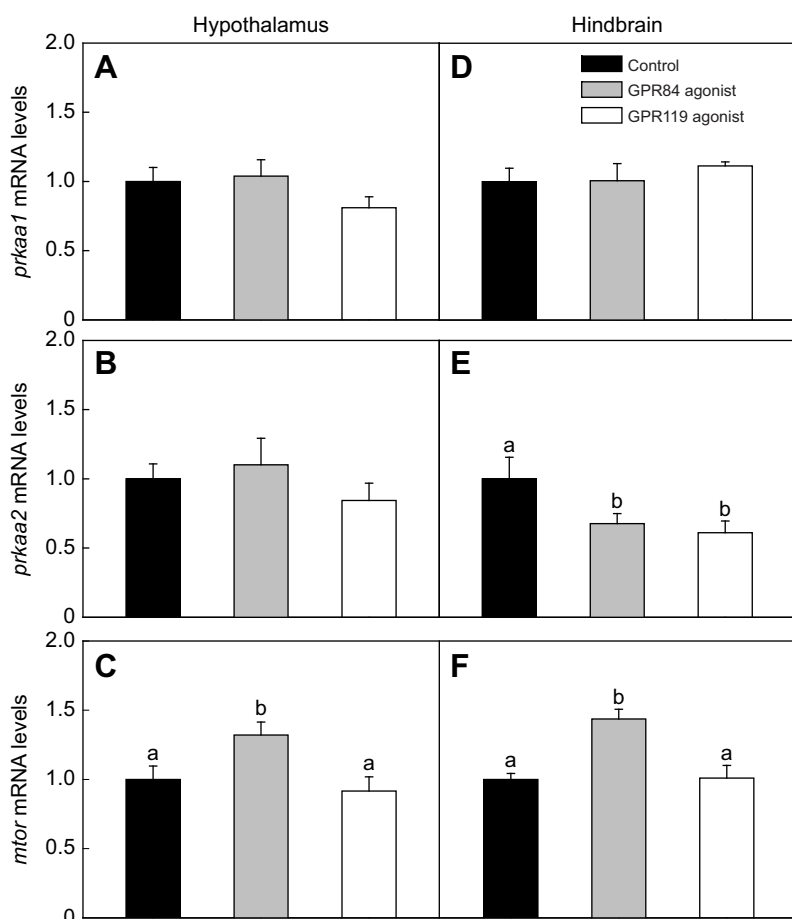 Hypothalamus
Hindbrain
2.0
1.5
1.0
0.5
0
prkaa1 mRNA levels
A
D
Control
GPR84 agonist
GPR119 agonist
2.0
1.5
1.0
0.5
0
prkaa2 mRNA levels
B
E
a
b
b
2.0
1.5
1.0
0.5
0
mtor mRNA levels
C
a
b
a
F
a
b
a